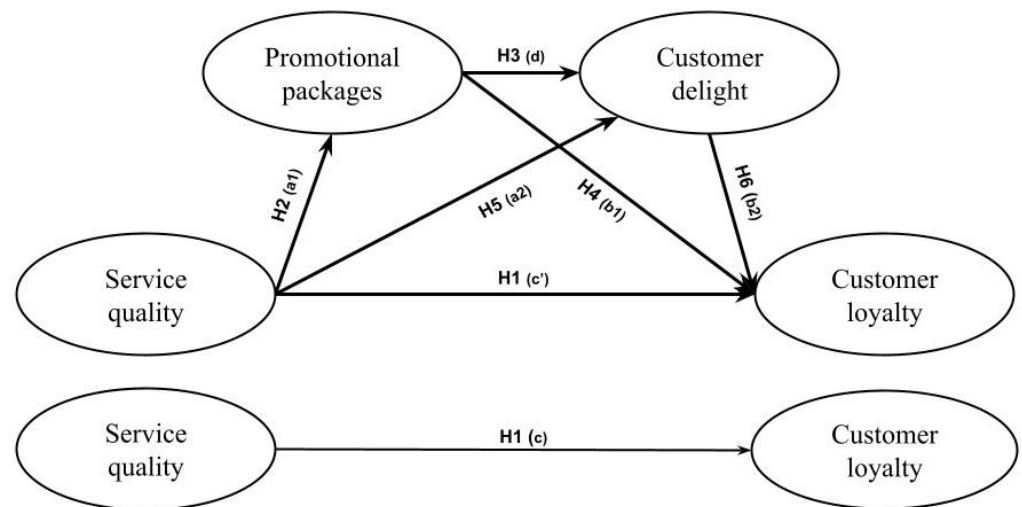 Promotional
packages
H3 (d)
Customer
delight
H2 (a1)
H5 (a2)
H4 (b1)
H6 (b2)
Service
quality
H1 (c’)
Customer
loyalty
Service
quality
H1 (c)
Customer
loyalty